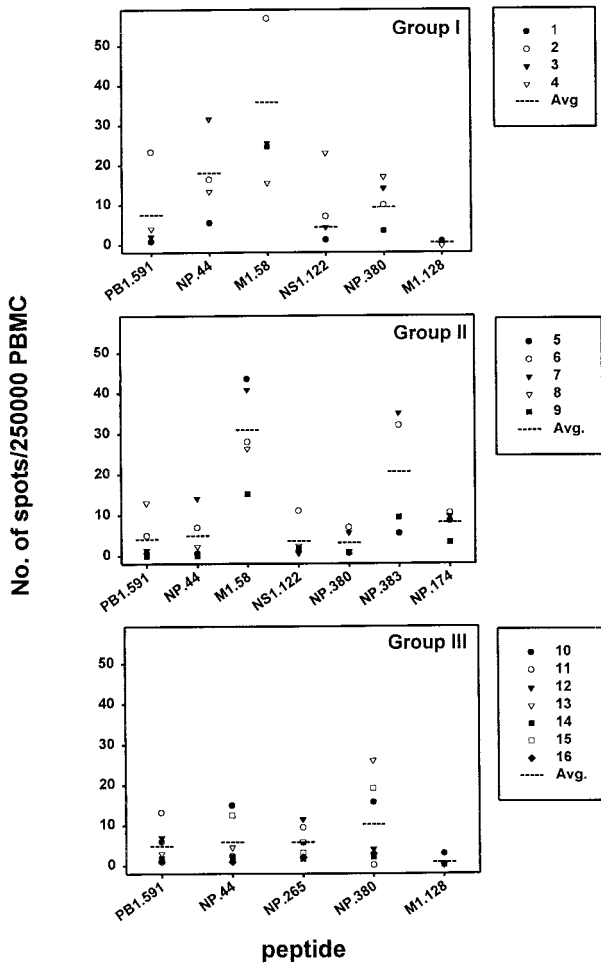 No. of spots/250000 PBMC
Group I
50
40
30
20
10
0
PB1.591
NP.44
M1.58
NS1.122
NP.380
M1.128
1
2
3
4
Avg
Group II
50
40
30
20
10
0
PB1.591
NP.44
M1.58
NS1.122
NP.380
NP.383
NP.174
5
6
7
8
9
Avg.
Group III
50
40
30
20
10
0
PB1.591
NP.44
NP.265
NP.380
M1.128
10
11
12
13
14
15
16
Avg.
peptide